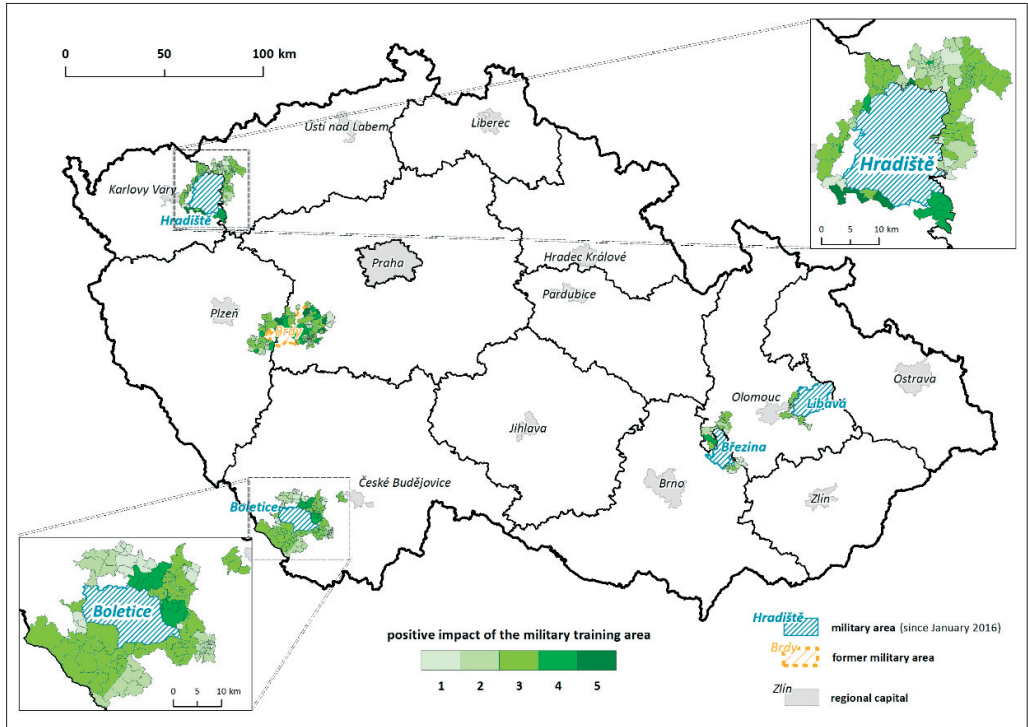 0 50 100 km
Ústí nad Labem
Liberec
Karlovy Vary
Hradiště
Hradiště
0 5 10 km
Praha
Hradec Králové
Pardubice
Plzeň
Brdy
Ostrava
Olomouc
Libavá
Jihlava
Březina
Brno
Zlín
České Budějovice
Boletice
Boletice
0 5 10 km
positive impact of the military training area
1 2 3 4 5
Hradiště
military area (since January 2016)
Brdy
former military area
Zlín
regional capital